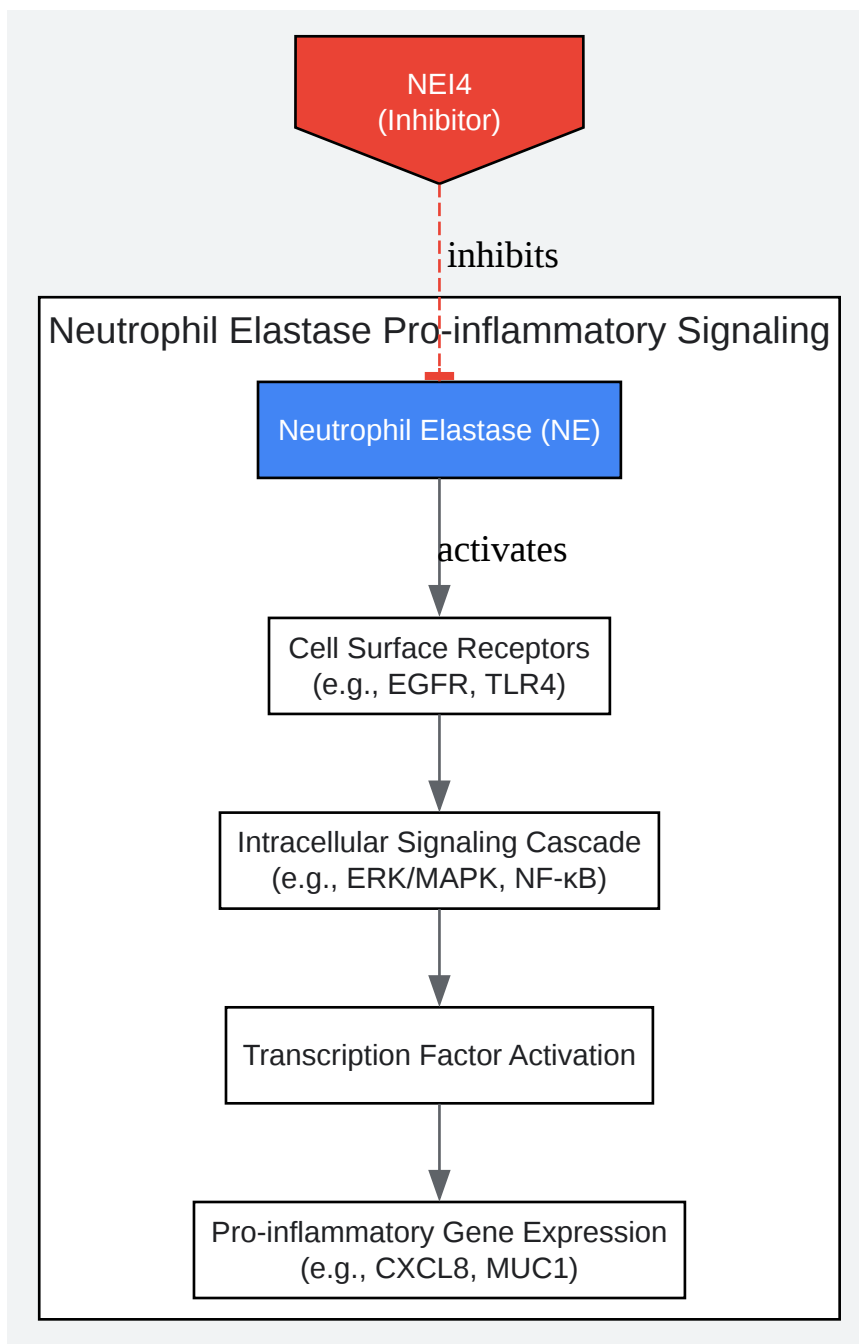 NEI4
(Inhibitor)
inhibits
Neutrophil Elastase Pro-inflammatory Signaling
Neutrophil Elastase (NE)
activates
Cell Surface Receptors
(e.g., EGFR, TLR4)
Intracellular Signaling Cascade
(e.g., ERK/MAPK, NF-κB)
Transcription Factor Activation
Pro-inflammatory Gene Expression
(e.g., CXCL8, MUC1)